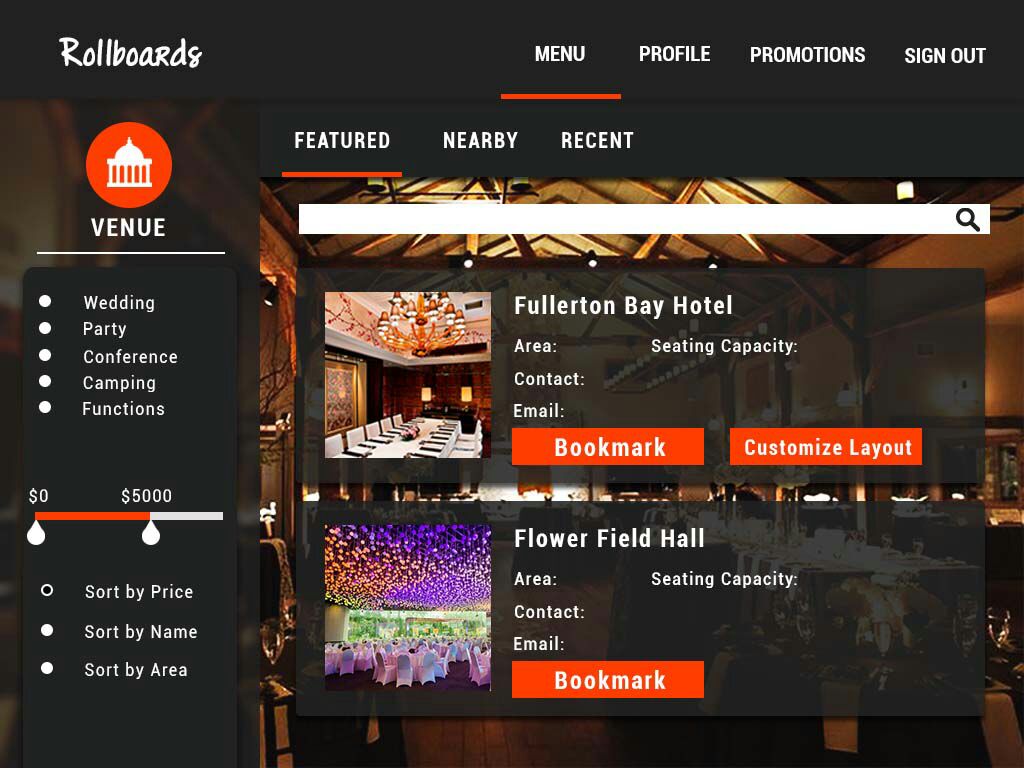 Rollboards
MENU PROFILE PROMOTIONS SIGN OUT
FEATURED NEARBY RECENT
VENUE
Wedding
Party
Conference
Camping
Functions
$0 $5000
Sort by Price
Sort by Name
Sort by Area
Fullerton Bay Hotel
Area: Seating Capacity:
Contact:
Email:
Bookmark Customize Layout
Flower Field Hall
Area: Seating Capacity:
Contact:
Email:
Bookmark